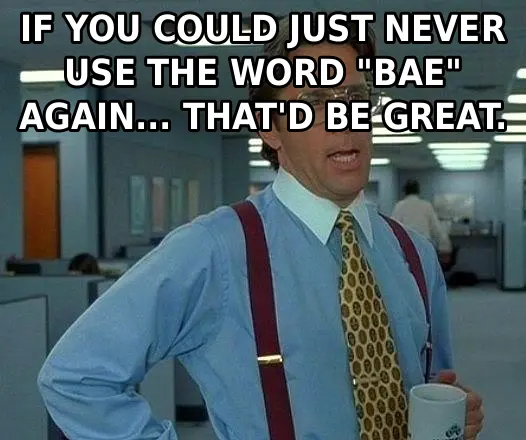 IF YOU COULD JUST NEVER
USE THE WORD "BAE"
AGAIN... THAT'D BE GREAT.